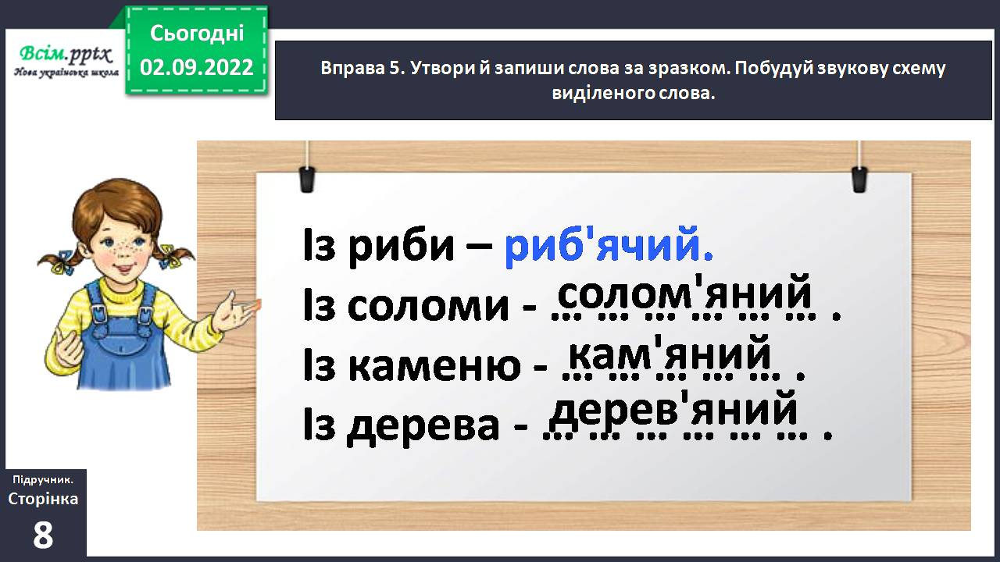 Всім.pptx
Нова українська школа
Сьогодні
02.09.2022
Вправа 5. Утвори й запиши слова за зразком. Побудуй звукову схему
виділеного слова.
Із риби – риб'ячий.
Із соломи - ... солом'яний ... .
Із каменю - ... кам'яний ... .
Із дерева - ... дерев'яний ... .
Підручник.
Сторінка
8